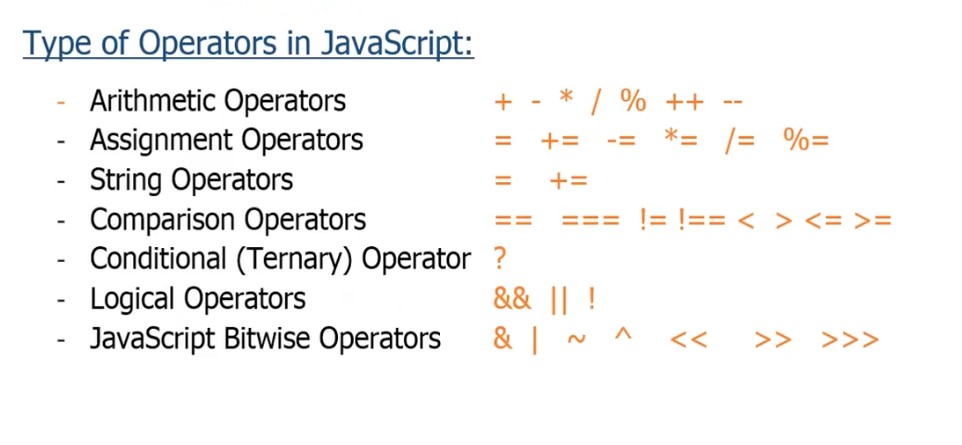 Type of Operators in JavaScript:
- Arithmetic Operators + - * / % ++ --
- Assignment Operators = += -= *= /= %=
- String Operators = +=
- Comparison Operators == === != !== < > <= >=
- Conditional (Ternary) Operator ?
- Logical Operators && || !
- JavaScript Bitwise Operators & | ~ ^ << >> >>>